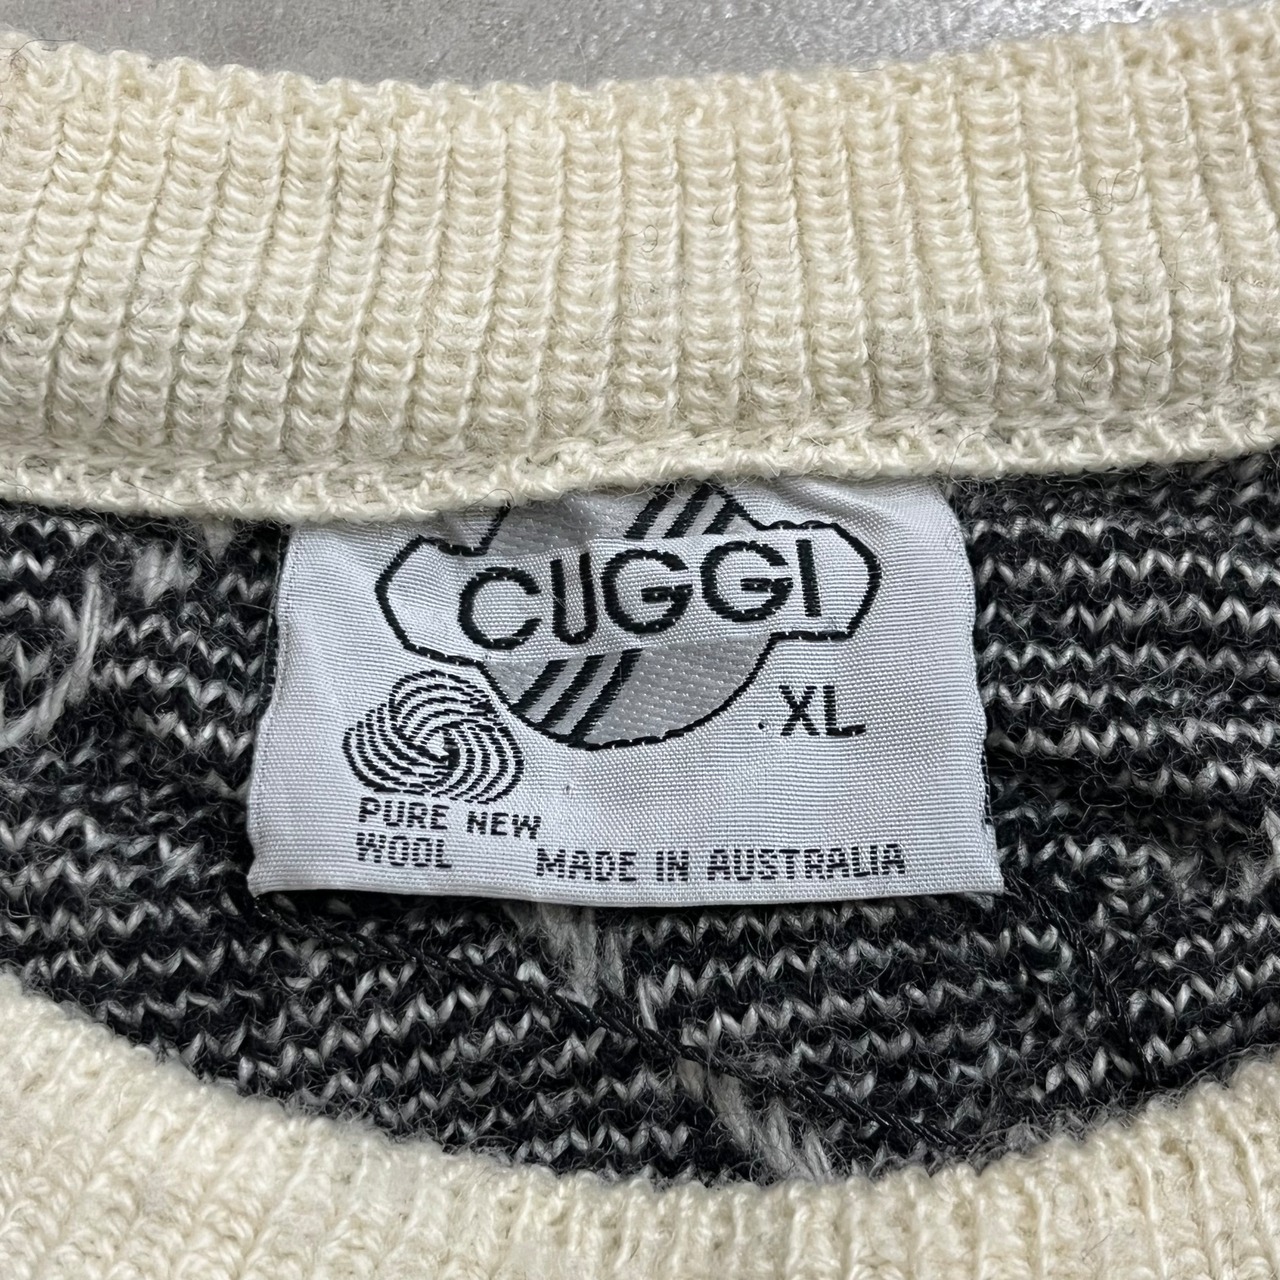 CUGGI
XL
PURE NEW
WOOL
MADE IN AUSTRALIA